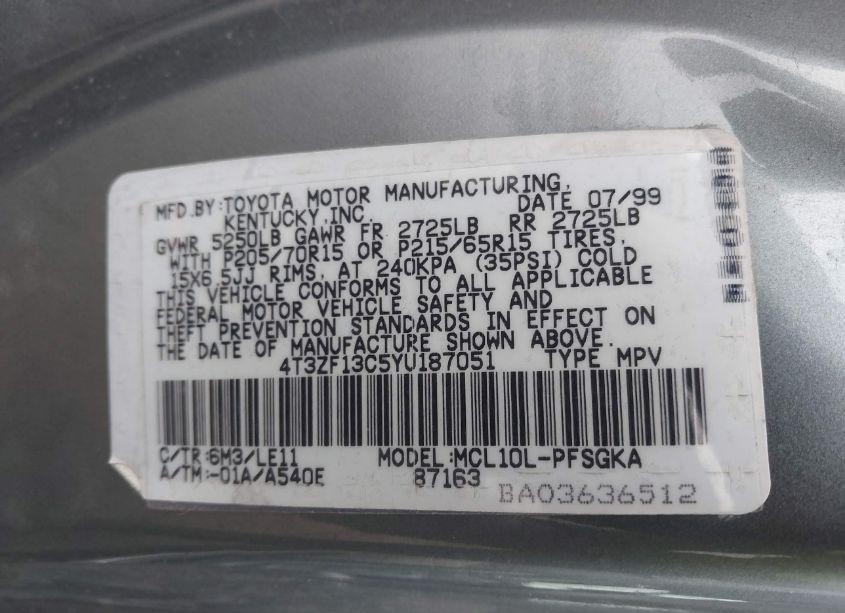 MFD.BY:TOYOTA MOTOR MANUFACTURING,
KENTUCKY,INC. DATE 07/99
GVWR 5250LB GAWR FR 2725LB RR 2725LB
WITH P205/70R15 OR P215/65R15 TIRES,
15X6.5JJ RIMS, AT 240KPA (35PSI) COLD
THIS VEHICLE CONFORMS TO ALL APPLICABLE
FEDERAL MOTOR VEHICLE SAFETY AND
THEFT PREVENTION STANDARDS IN EFFECT ON
THE DATE OF MANUFACTURE SHOWN ABOVE.
4T3ZF13C5YU187051 TYPE MPV
C/TR:6M3/LE11 MODEL:MCL10L-PFSGKA
A/TM:-01A/A540E 87163
BA03636512